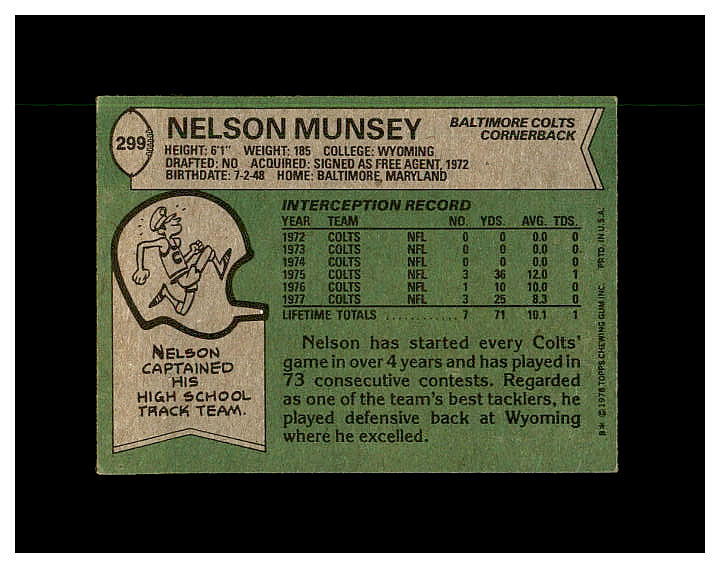 299
NELSON MUNSEY
BALTIMORE COLTS
CORNERBACK
HEIGHT: 6'1" WEIGHT: 185 COLLEGE: WYOMING
DRAFTED: NO ACQUIRED: SIGNED AS FREE AGENT, 1972
BIRTHDATE: 7-2-48 HOME: BALTIMORE, MARYLAND
INTERCEPTION RECORD
YEAR TEAM NO. YDS. AVG. TDS.
1972 COLTS NFL 0 0 0.0 0
1973 COLTS NFL 0 0 0.0 0.
1974 COLTS NFL 0 0 0.0 0
1975 COLTS NFL 3 36 12.0 1
1976 COLTS NFL 1 10 10.0 0
1977 COLTS NFL 3 25 8.3 0
LIFETIME TOTALS ............ 7 71 10.1 1
Nelson has started every Colts'
game in over 4 years and has played in
73 consecutive contests. Regarded
as one of the team's best tacklers, he
played defensive back at Wyoming
where he excelled.
NELSON
CAPTAINED
HIS
HIGH SCHOOL
TRACK TEAM.
B* © 1978 TOPPS CHEWING GUM INC. PRTD. IN U.S.A.